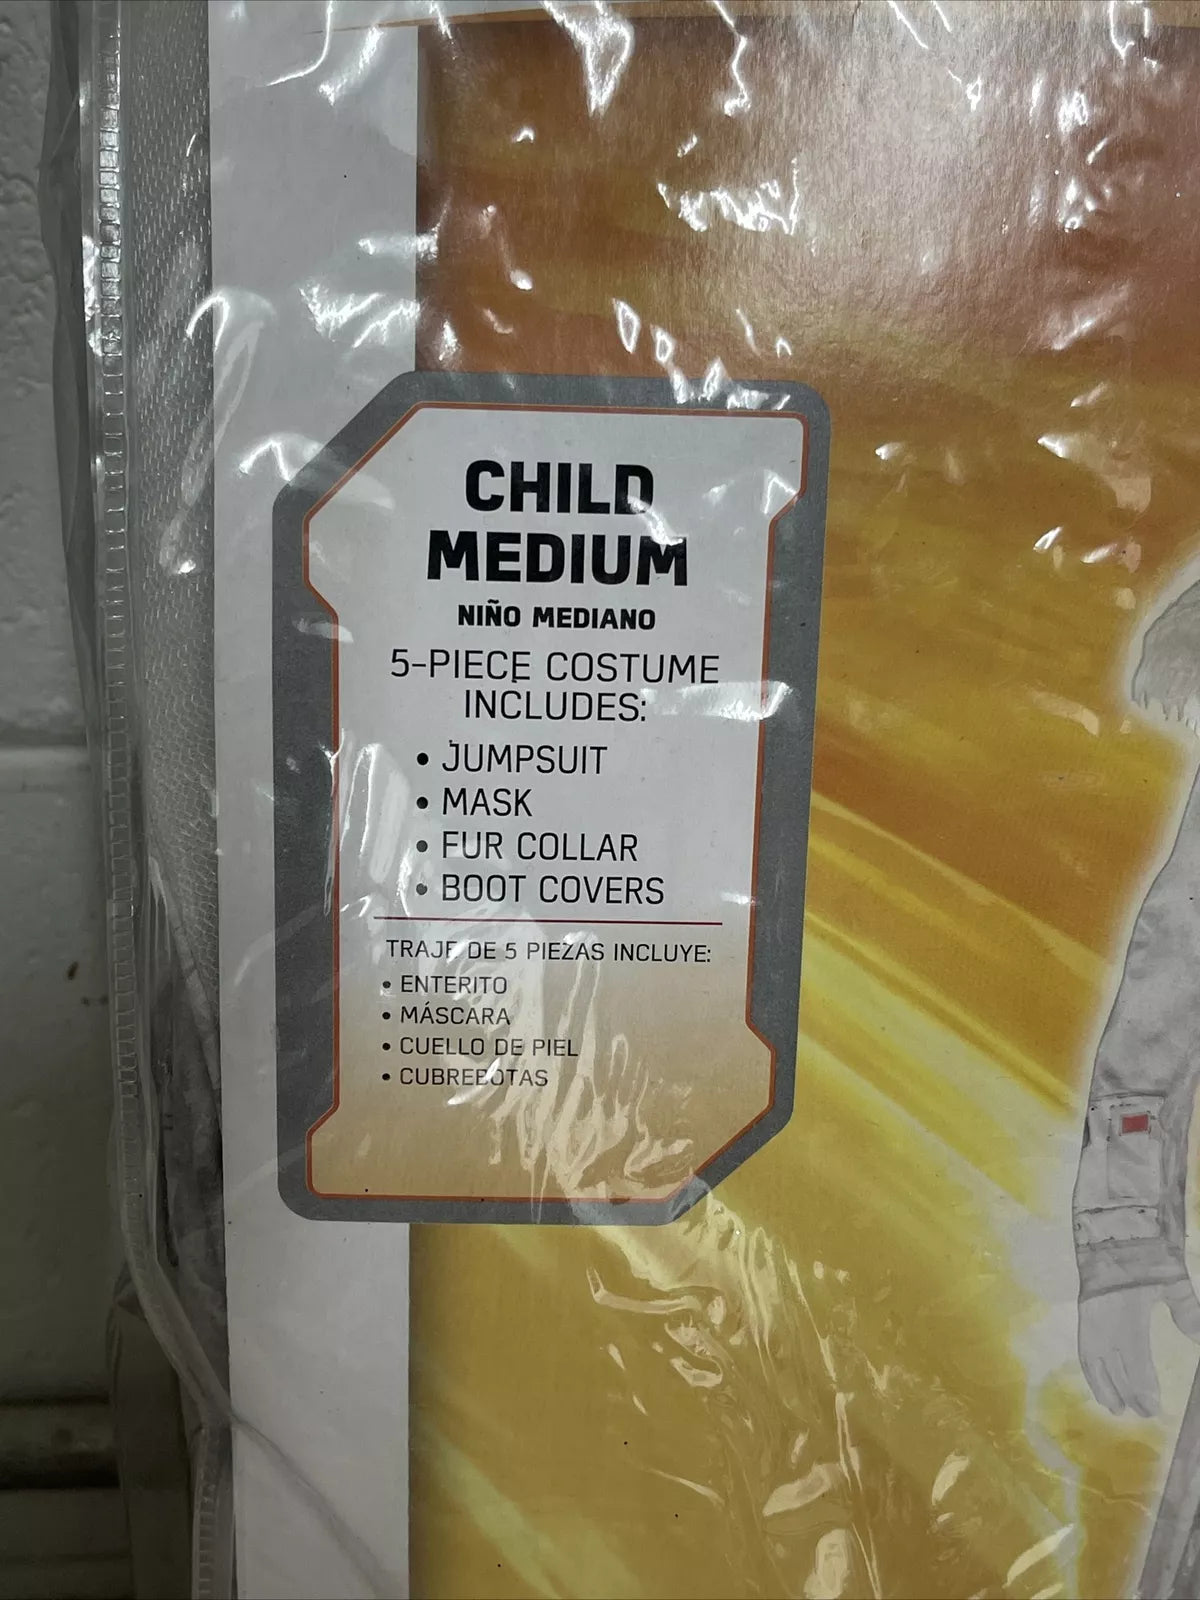 CHILD
MEDIUM
NIÑO MEDIANO
5-PIECE COSTUME
INCLUDES:
• JUMPSUIT
• MASK
• FUR COLLAR
• BOOT COVERS
TRAJE DE 5 PIEZAS INCLUYE:
• ENTERITO
• MÁSCARA
• CUELLO DE PIEL
• CUBREBOTAS